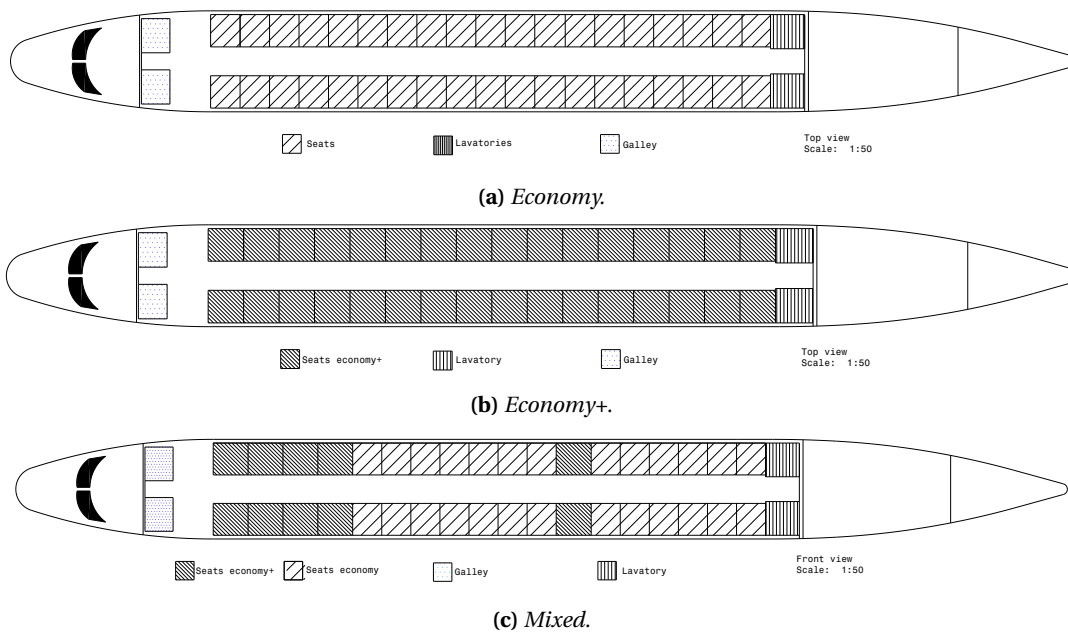 Seats
Lavatories
Galley
Top view
Scale: 1:50
(a) Economy.
Seats economy+
Lavatory
Galley
Top view
Scale: 1:50
(b) Economy+.
Seats economy+
Seats economy
Galley
Lavatory
Front view
Scale: 1:50
(c) Mixed.